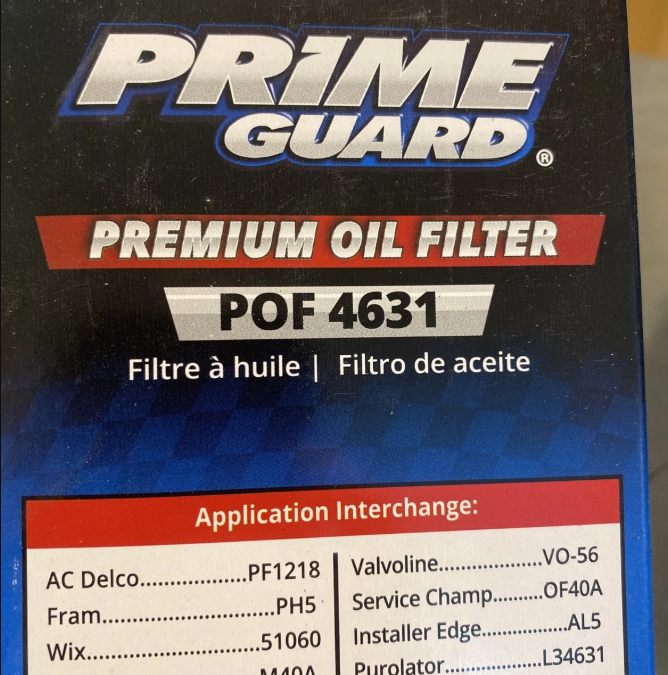 PRIME
GUARD®
PREMIUM OIL FILTER
POF 4631
Filtre à huile | Filtro de aceite
Application Interchange:
AC Delco...................PF1218
Fram...............................PH5
Wix...............................51060
Valvoline...................VO-56
Service Champ.........OF40A
Installer Edge...............AL5
Purolator.................L34631